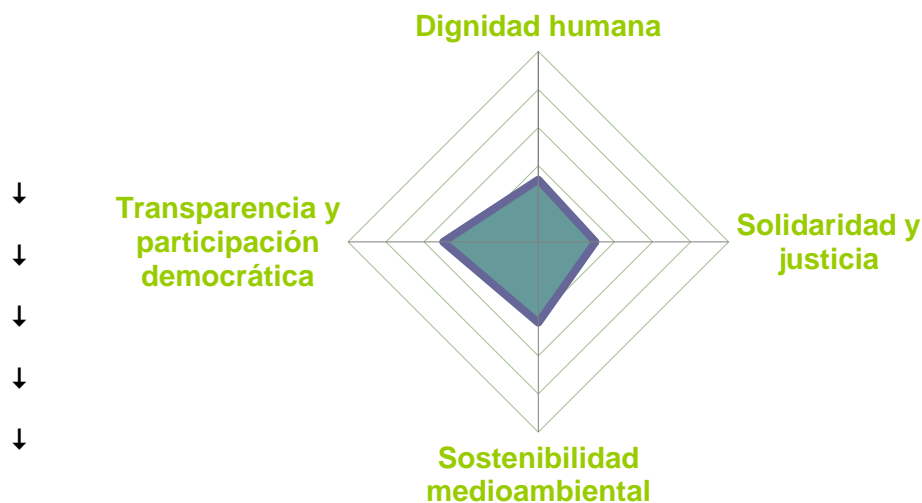 Dignidad humana
↓
↓
↓
↓
↓
Transparencia y
participación
democrática
Solidaridad y
justicia
Sostenibilidad
medioambiental